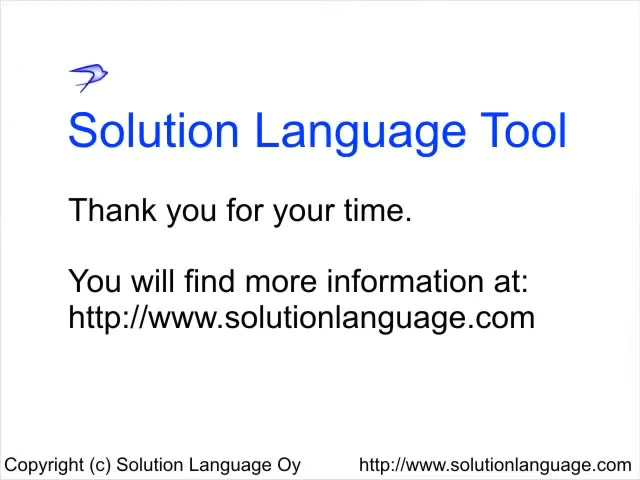 Solution Language Tool
Thank you for your time.
You will find more information at:
http://www.solutionlanguage.com
Copyright (c) Solution Language Oy
http://www.solutionlanguage.com